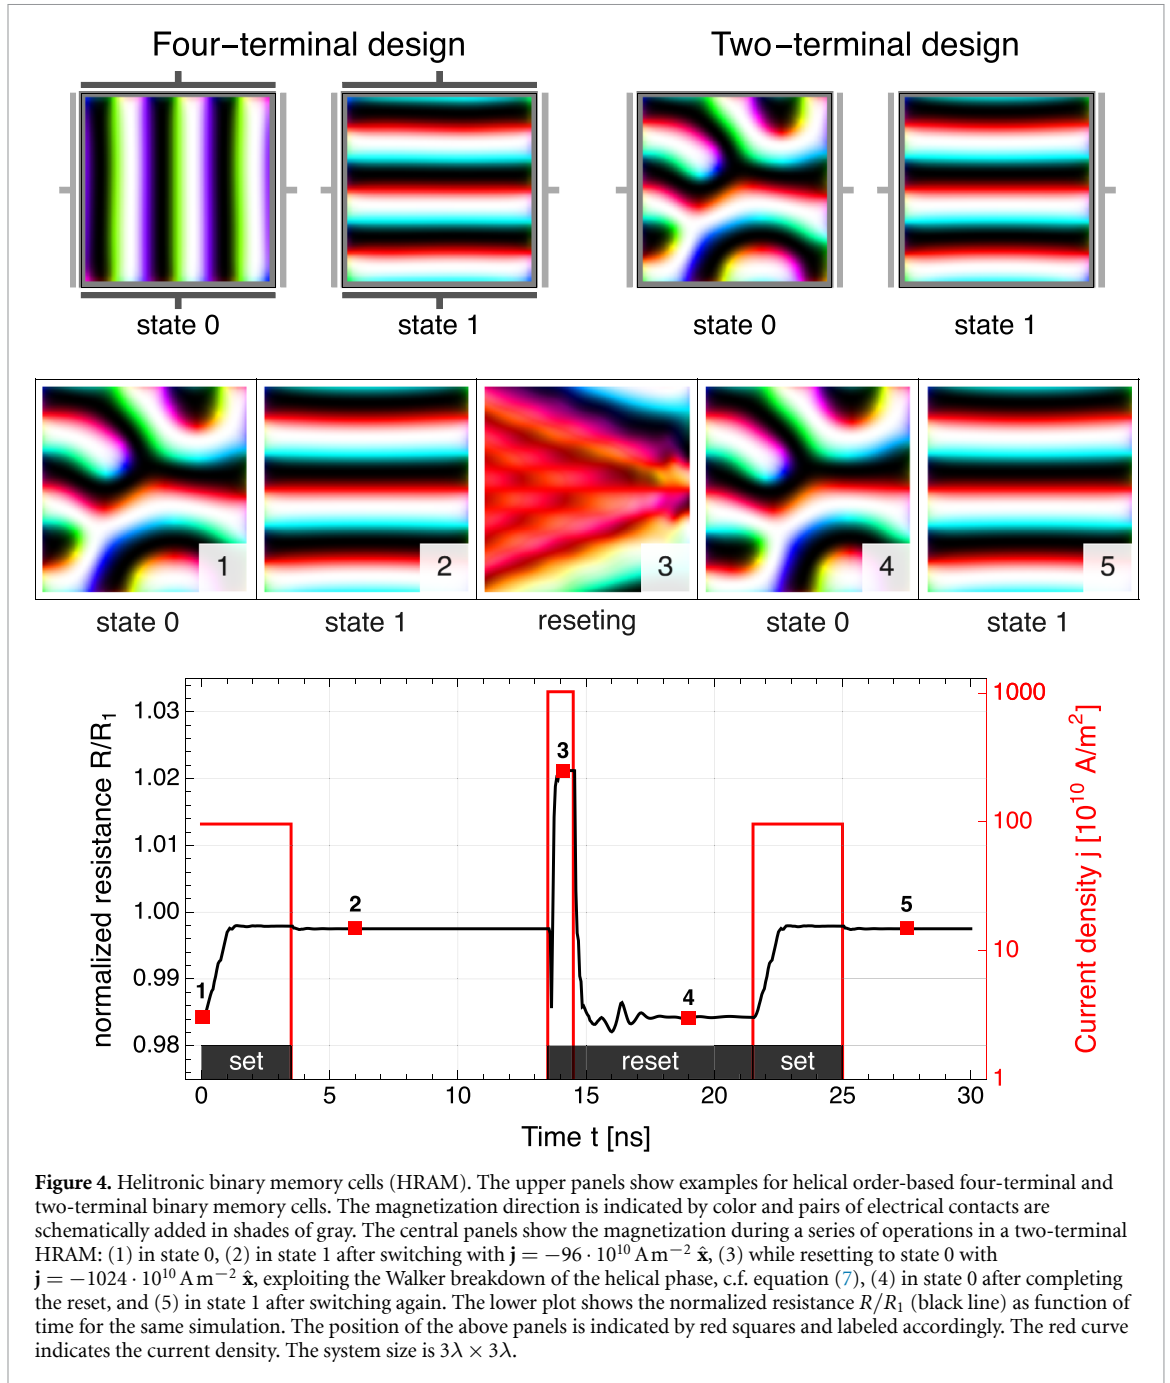 Four–terminal design
Two–terminal design
state 0
state 1
state 0
state 1
1
2
3
4
5
state 0
state 1
reseting
state 0
state 1
normalized resistance R/R1
1.03
1.02
1.01
1.00
0.99
0.98
1
2
3
4
5
set
reset
set
1000
100
10
1
Current density j [10^10 A/m^2]
0
5
10
15
20
25
30
Time t [ns]
Figure 4. Helitronic binary memory cells (HRAM). The upper panels show examples for helical order-based four-terminal and
two-terminal binary memory cells. The magnetization direction is indicated by color and pairs of electrical contacts are
schematically added in shades of gray. The central panels show the magnetization during a series of operations in a two-terminal
HRAM: (1) in state 0, (2) in state 1 after switching with j = −96 · 10^10 A m^−2 x̂, (3) while resetting to state 0 with
j = −1024 · 10^10 A m^−2 x̂, exploiting the Walker breakdown of the helical phase, c.f. equation (7), (4) in state 0 after completing
the reset, and (5) in state 1 after switching again. The lower plot shows the normalized resistance R/R1 (black line) as function of
time for the same simulation. The position of the above panels is indicated by red squares and labeled accordingly. The red curve
indicates the current density. The system size is 3λ × 3λ.